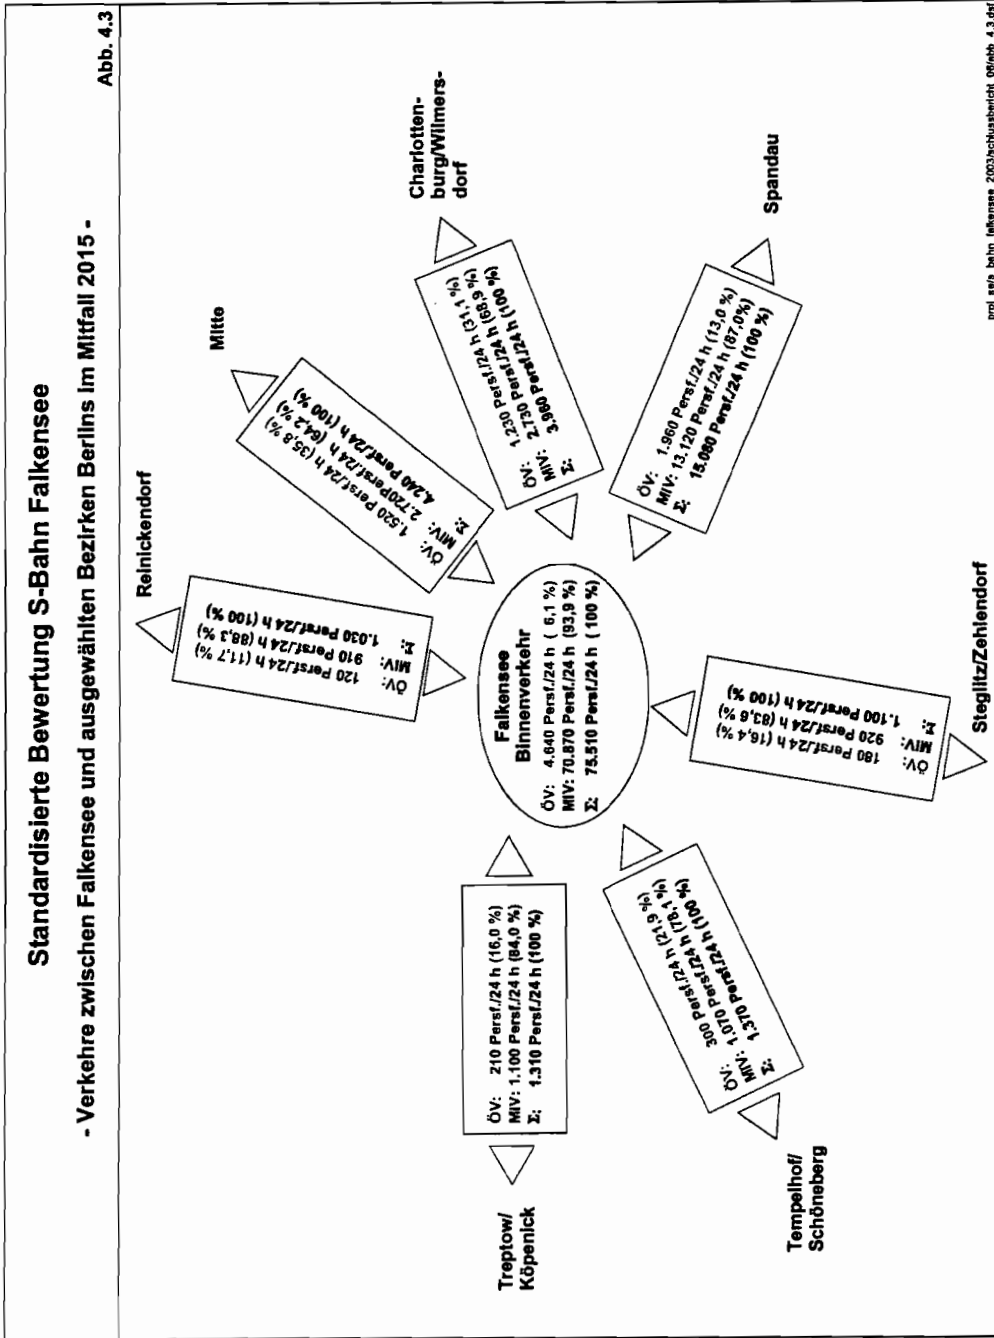 Standardisierte Bewertung S-Bahn Falkensee
- Verkehre zwischen Falkensee und ausgewählten Bezirken Berlins im Mitfall 2015 -
Abb. 4.3
Reinickendorf
ÖV: 120 Persf./24 h (11,7 %)
MIV: 910 Persf./24 h (88,3 %)
Σ: 1.030 Persf./24 h (100 %)
Mitte
ÖV: 1.520 Persf./24 h (35,8 %)
MIV: 2.720Persf./24 h (64,2 %)
Σ: 4.240 Persf./24 h (100 %)
Charlotten-
burg/Wilmers-
dorf
ÖV: 1.230 Persf./24 h (31,1 %)
MIV: 2.730 Persf./24 h (68,9 %)
Σ: 3.960 Persf./24 h (100 %)
Spandau
ÖV: 1.960 Persf./24 h (13,0 %)
MIV: 13.120 Persf./24 h (87,0%)
Σ: 15.080 Persf./24 h (100 %)
Falkensee
Binnenverkehr
ÖV: 4.640 Persf./24 h ( 6,1 %)
MIV: 70.870 Persf./24 h (93,9 %)
Σ: 75.510 Persf./24 h ( 100 %)
Treptow/
Köpenick
ÖV: 210 Persf./24 h (16,0 %)
MIV: 1.100 Persf./24 h (84,0 %)
Σ: 1.310 Persf./24 h (100 %)
Tempelhof/
Schöneberg
ÖV: 300 Persf./24 h (21,9 %)
MIV: 1.070 Persf./24 h (78,1 %)
Σ: 1.370 Persf./24 h (100 %)
Steglitz/Zehlendorf
ÖV: 180 Persf./24 h (16,4 %)
MIV: 920 Persf./24 h (83,6 %)
Σ: 1.100 Persf./24 h (100 %)
falkensee_2003/schlussbericht_06/abb_4.3.dsf